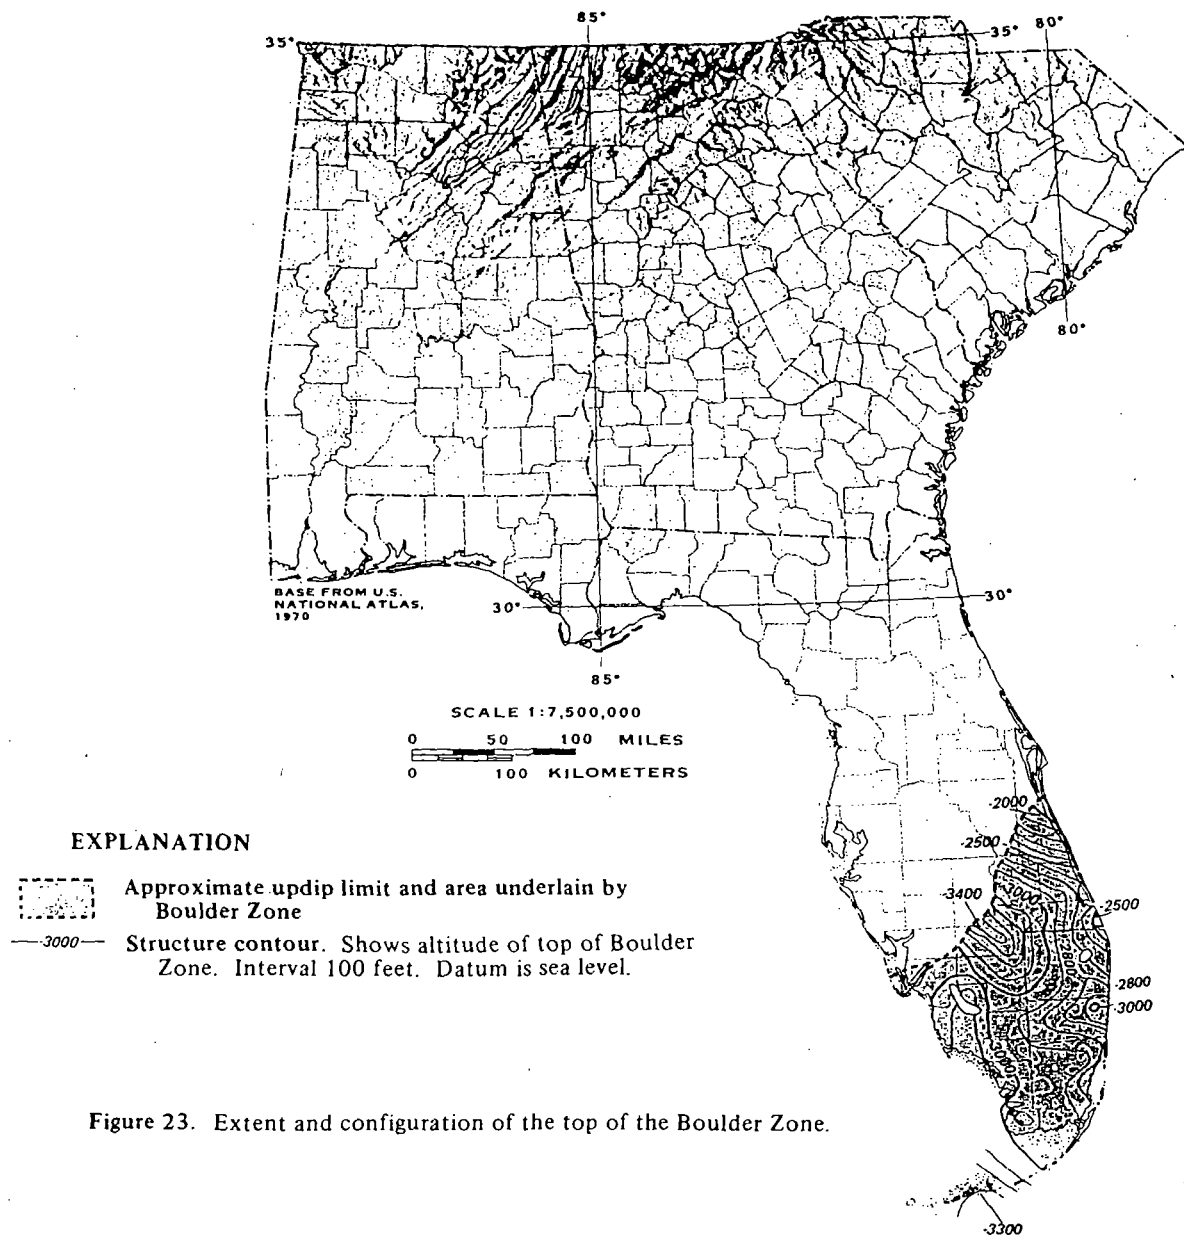 85°
35°
35°
80°
80°
BASE FROM U.S.
NATIONAL ATLAS,
1970
30°
30°
85°
SCALE 1:7,500,000
0 50 100 MILES
0 100 KILOMETERS
-2000
-2500
-3400
-2500
-2800
-3000
-3300
EXPLANATION
Approximate updip limit and area underlain by
Boulder Zone
-3000
Structure contour. Shows altitude of top of Boulder
Zone. Interval 100 feet. Datum is sea level.
Figure 23. Extent and configuration of the top of the Boulder Zone.